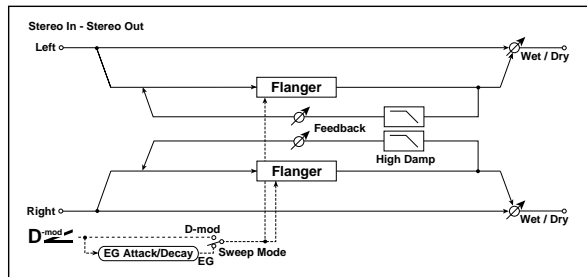 Stereo In - Stereo Out
Left
Wet / Dry
Flanger
Feedback
High Damp
Flanger
Right
Wet / Dry
D-mod
D-mod
EG Attack/Decay
EG
Sweep Mode